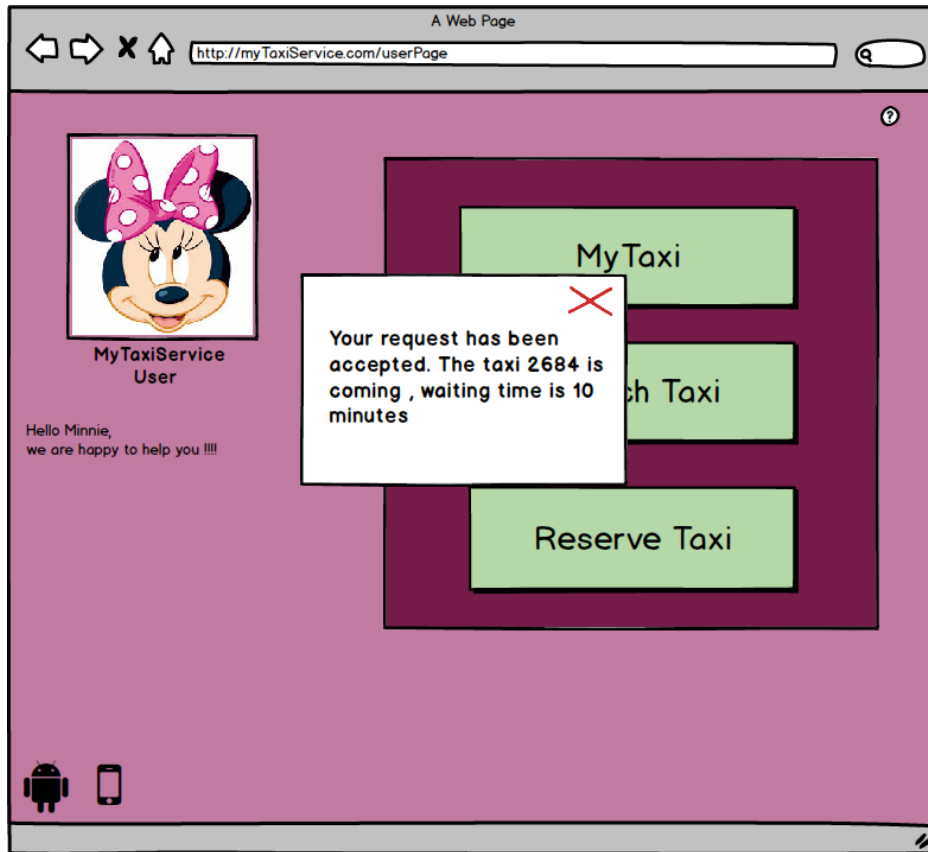 A Web Page
http://myTaxiService.com/userPage
?
MyTaxi
Your request has been
accepted. The taxi 2684 is
coming , waiting time is 10
minutes
ch Taxi
MyTaxiService
User
Hello Minnie,
we are happy to help you !!!!
Reserve Taxi